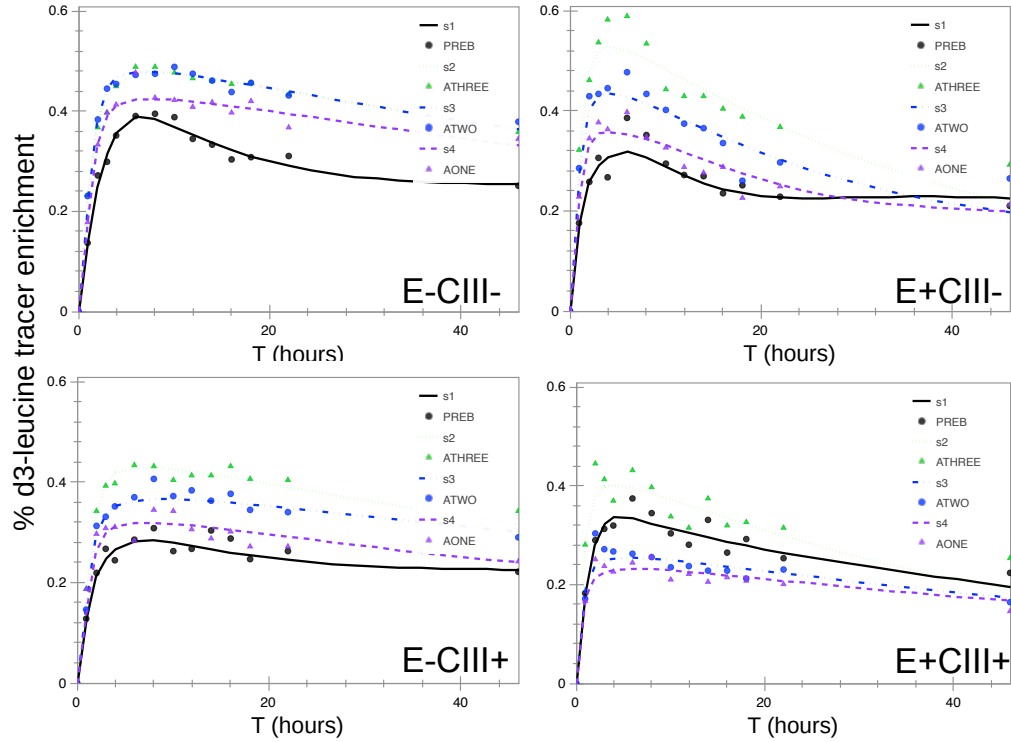 % d3-leucine tracer enrichment
0.6
0.4
0.2
0
s1
PREB
s2
ATHREE
s3
ATWO
s4
AONE
E-CIII-
0
20
40
T (hours)
0.6
0.4
0.2
0
s1
PREB
s2
ATHREE
s3
ATWO
s4
AONE
E+CIII-
0
20
40
T (hours)
0.6
0.4
0.2
0
s1
PREB
s2
ATHREE
s3
ATWO
s4
AONE
E-CIII+
0
20
40
T (hours)
0.6
0.4
0.2
0
s1
PREB
s2
ATHREE
s3
ATWO
s4
AONE
E+CIII+
0
20
40
T (hours)